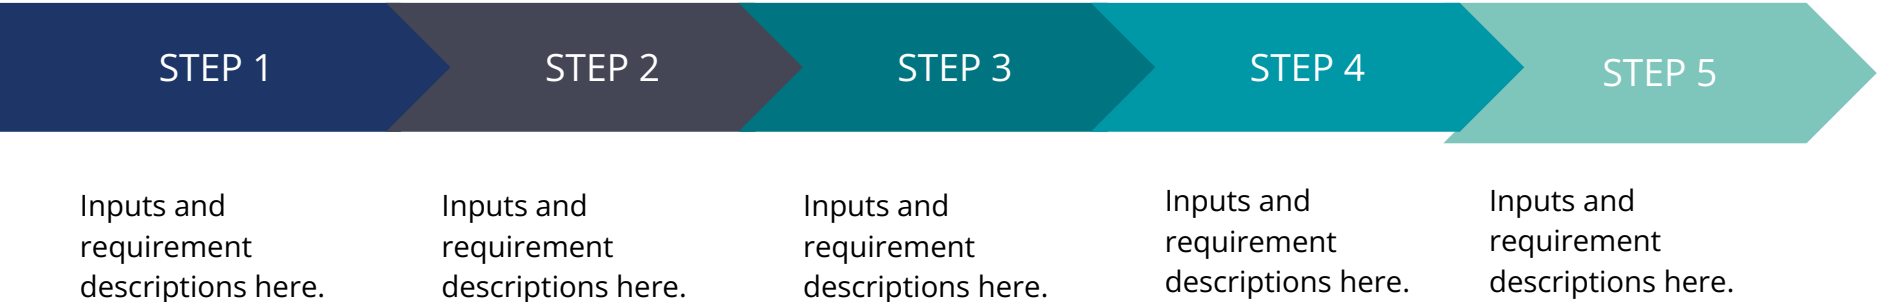 STEP 1
STEP 2
STEP 3
STEP 4
STEP 5
Inputs and
requirement
descriptions here.
Inputs and
requirement
descriptions here.
Inputs and
requirement
descriptions here.
Inputs and
requirement
descriptions here.
Inputs and
requirement
descriptions here.